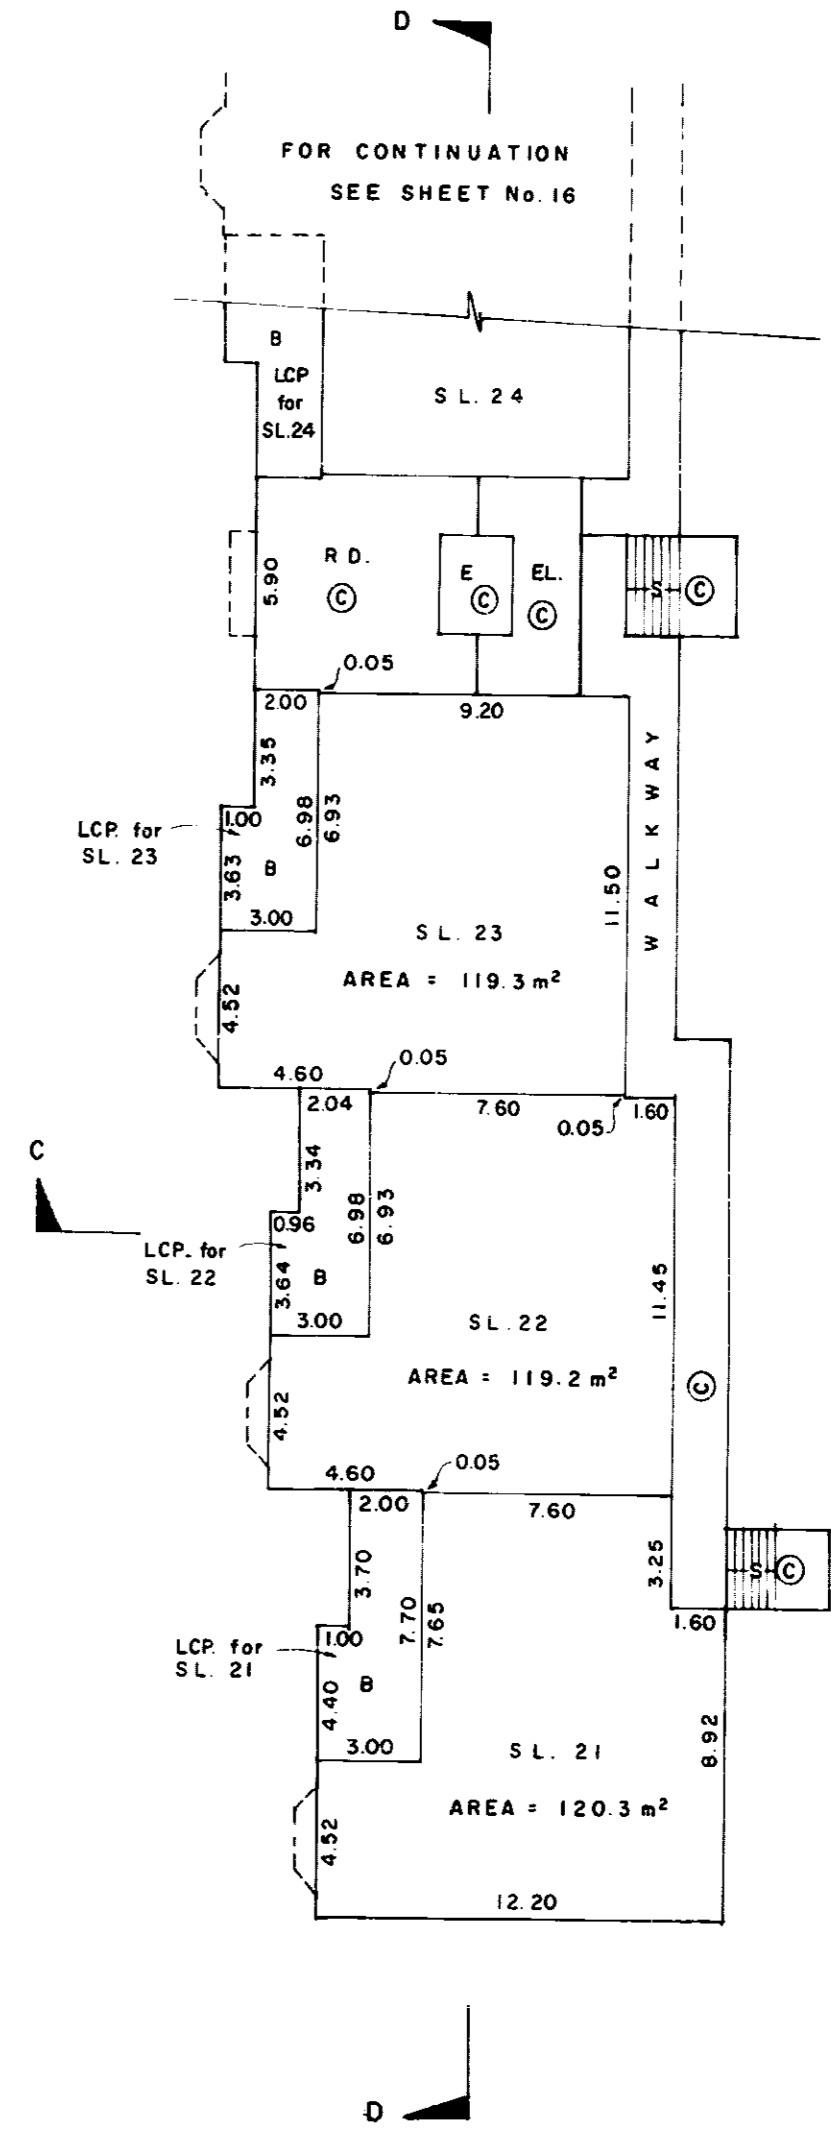 D
FOR CONTINUATION
SEE SHEET No. 16
B
LCP
for
SL.24
SL. 24
RD.
E
EL.
C
C
C
S
C
5.90
0.05
2.00
9.20
3.35
1.00
LCP. for
SL. 23
6.98
6.93
3.63
B
3.00
11.50
WALKWAY
SL. 23
AREA = 119.3 m²
4.52
4.60
0.05
2.04
7.60
0.05
1.60
C
3.34
0.96
LCP. for
SL. 22
6.98
6.93
3.64
B
3.00
11.45
SL. 22
AREA = 119.2 m²
C
4.52
4.60
0.05
2.00
7.60
3.70
3.25
S
C
1.00
1.60
LCP. for
SL. 21
7.70
7.65
4.40
B
3.00
8.92
SL. 21
AREA = 120.3 m²
4.52
12.20
D